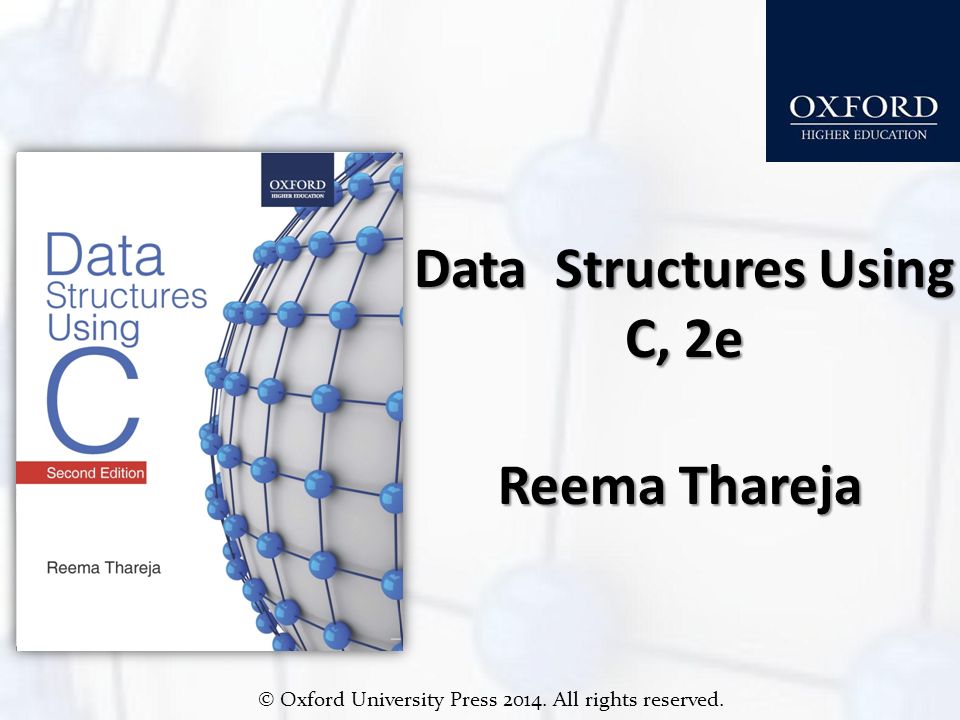 OXFORD
HIGHER EDUCATION
OXFORD
HIGHER EDUCATION
Data
Structures
Using
C
Second Edition
Reema Thareja
Data  Structures Using
C, 2e
Reema Thareja
© Oxford University Press 2014. All rights reserved.